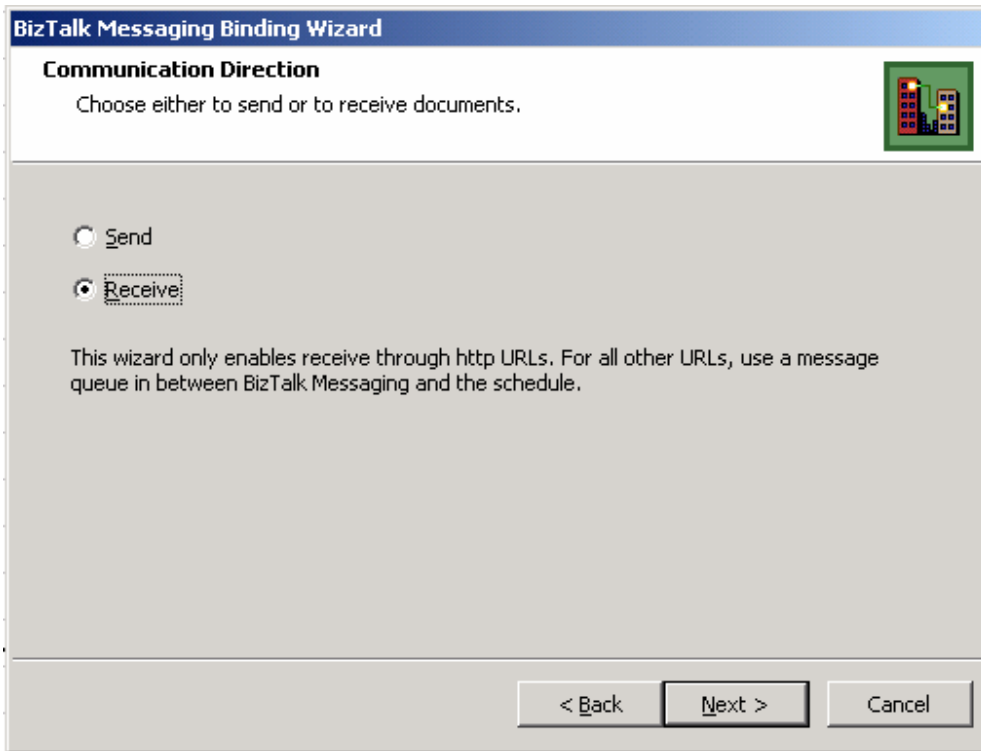 BizTalk Messaging Binding Wizard
Communication Direction
Choose either to send or to receive documents.
Send
Receive
This wizard only enables receive through http URLs. For all other URLs, use a message
queue in between BizTalk Messaging and the schedule.
< Back Next > Cancel